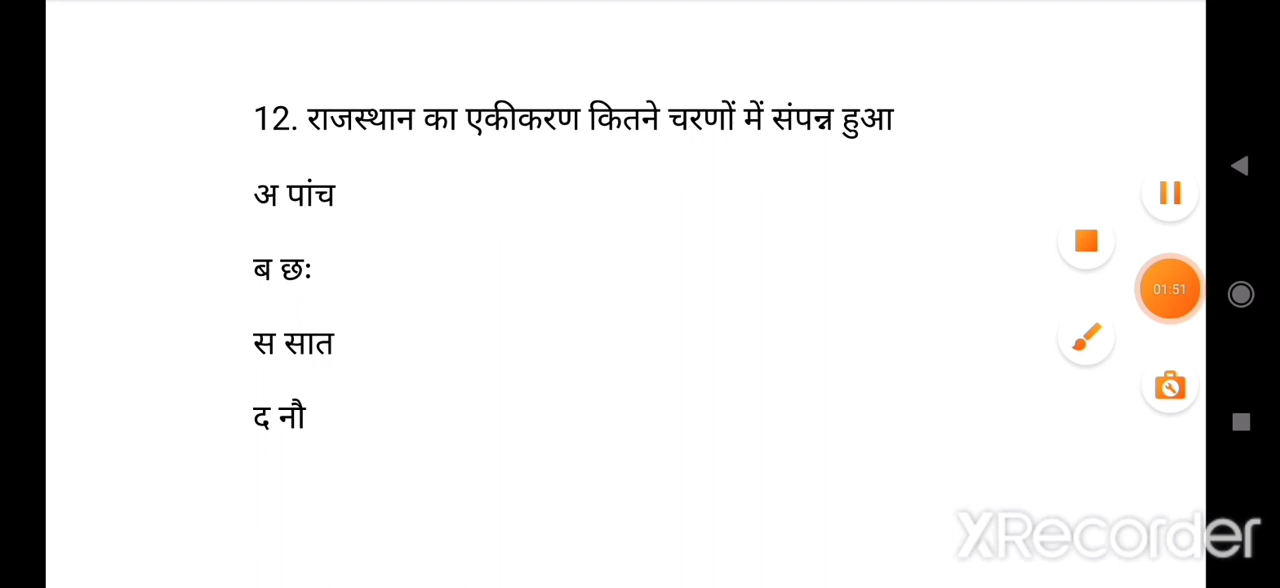 12. राजस्थान का एकीकरण कितने चरणों में संपन्न हुआ
अ पांच
ब छः
स सात
द नौ
01:51
XRecorder